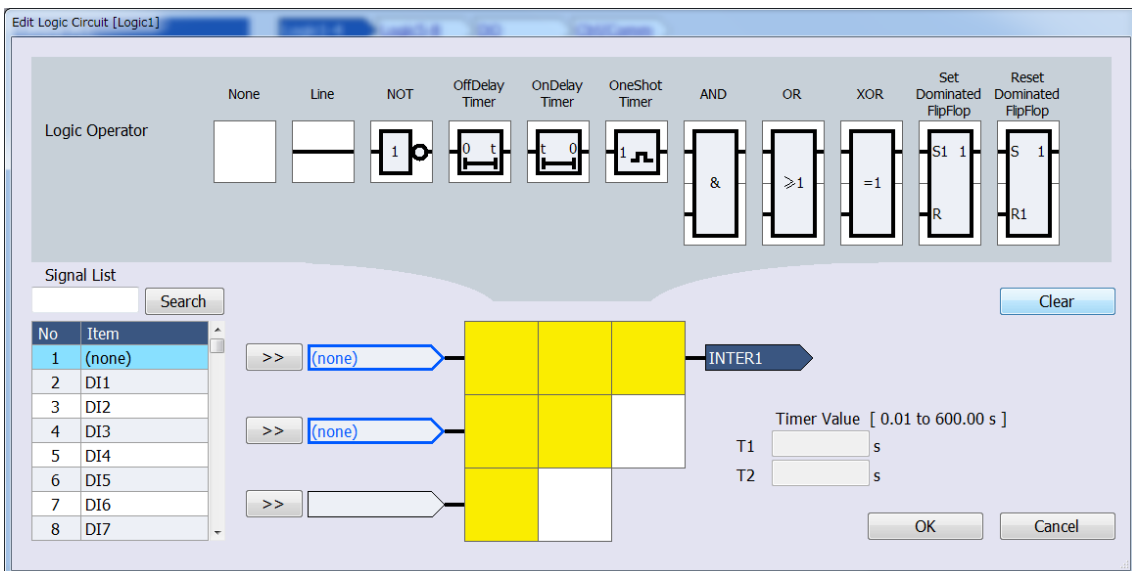 Edit Logic Circuit [Logic1]
None Line NOT OffDelay Timer OnDelay Timer OneShot Timer AND OR XOR Set Dominated FlipFlop Reset Dominated FlipFlop
Logic Operator
1 0 t t 0 1 & ⩾1 =1 S1 1 R S 1 R1
Signal List
Search
Clear
No Item
1 (none)
2 DI1
3 DI2
4 DI3
5 DI4
6 DI5
7 DI6
8 DI7
>> (none) INTER1
>> (none)
>>
Timer Value [ 0.01 to 600.00 s ]
T1 s
T2 s
OK Cancel